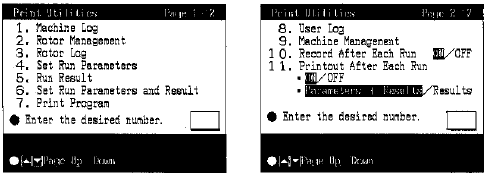 Print Utilities Page 1-2
1. Machine Log
2. Rotor Management
3. Rotor Log
4. Set Run Parameters
5. Run Result
6. Set Run Parameters and Result
7. Print Program
● Enter the desired number.
●[▲][▼]Page Up Down
Print Utilities Page 2-2
8. User Log
9. Machine Management
10. Record After Each Run ON/OFF
11. Printout After Each Run
▪ ON/OFF
▪ Parameters + Results/Results
● Enter the desired number.
●[▲][▼]Page Up Down